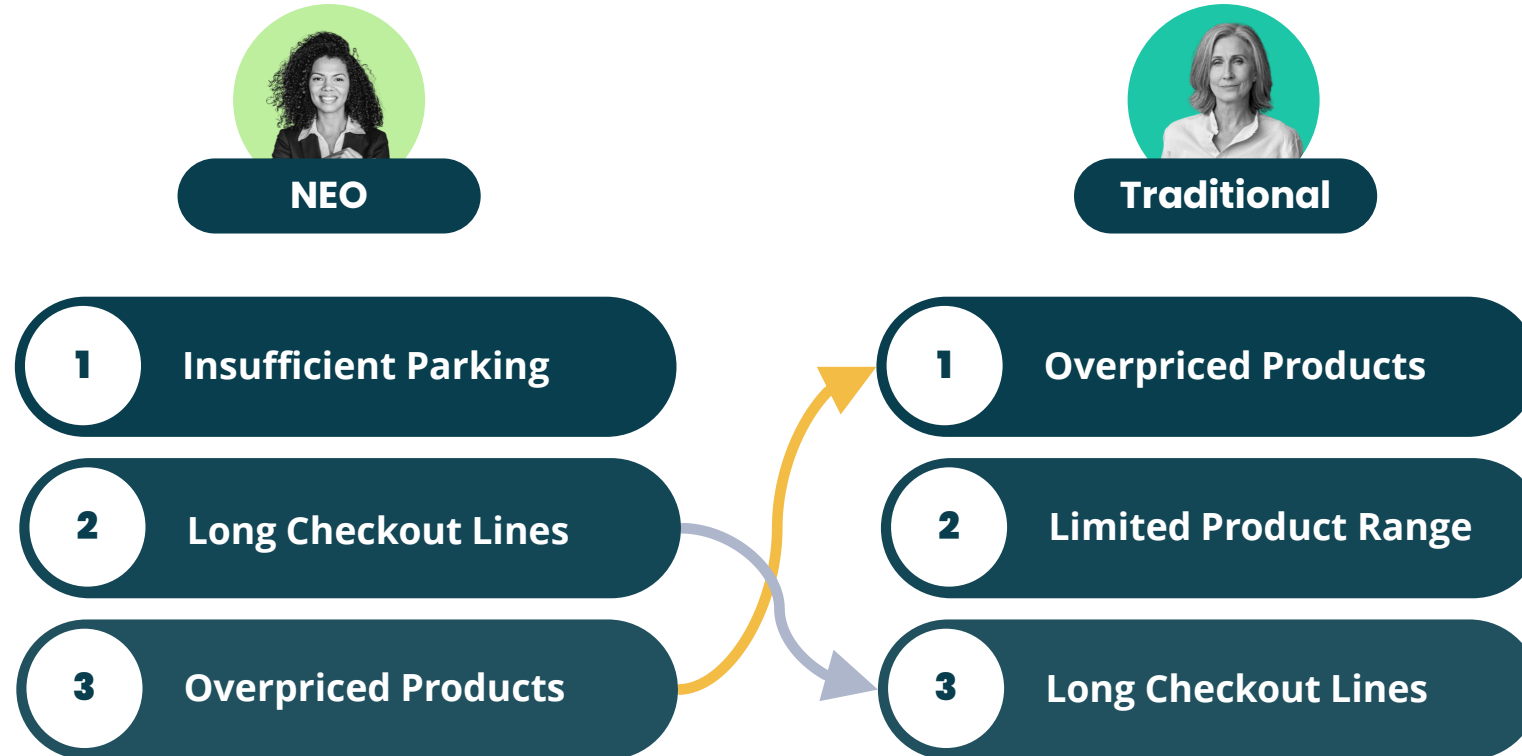 NEO
1
Insufficient Parking
2
Long Checkout Lines
3
Overpriced Products
Traditional
1
Overpriced Products
2
Limited Product Range
3
Long Checkout Lines